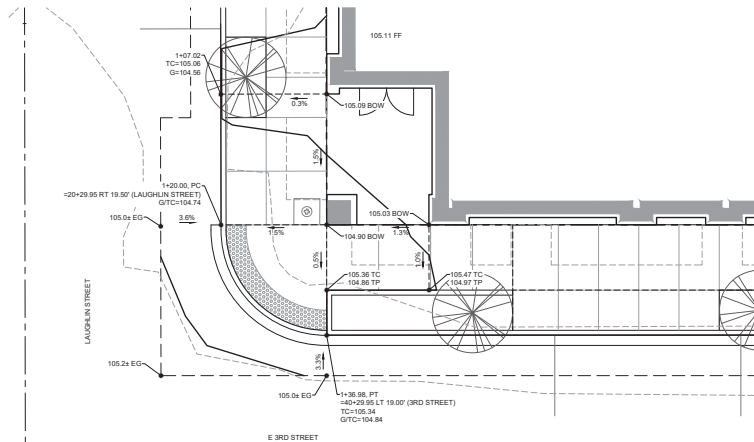 105.11 FF
1+07.02
TC=105.06
G=104.56
0.3%
105.09 BOW
1.5%
1+20.00, PC
=20+29.95 RT 19.50' (LAUGHLIN STREET)
G/TC=104.74
105.0± EG
3.6%
105.03 BOW
1.5%
104.90 BOW
1.3%
0.5%
1.0%
105.36 TC
104.86 TP
105.47 TC
104.97 TP
LAUGHLIN STREET
105.2± EG
3.3%
105.0± EG
1+36.98, PT
=40+29.95 LT 19.00' (3RD STREET)
TC=105.34
G/TC=104.84
E 3RD STREET